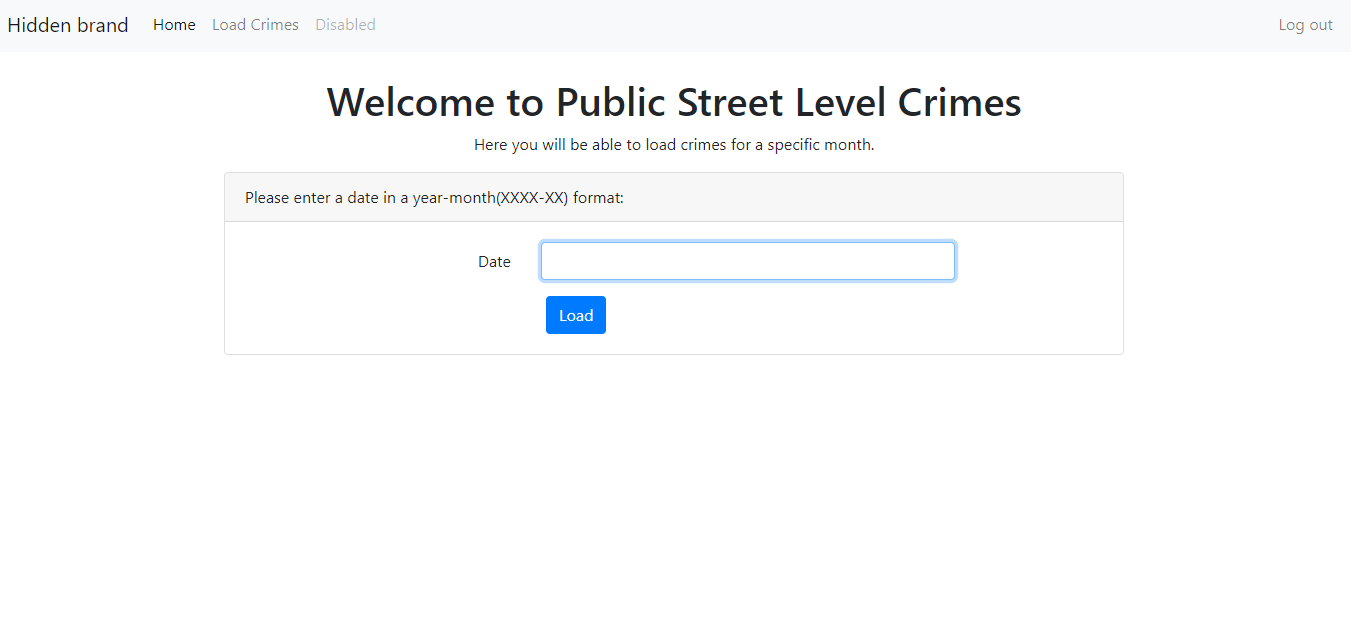 Hidden brand Home Load Crimes Disabled Log out
Welcome to Public Street Level Crimes
Here you will be able to load crimes for a specific month.
Please enter a date in a year-month(XXXX-XX) format:
Date
Load